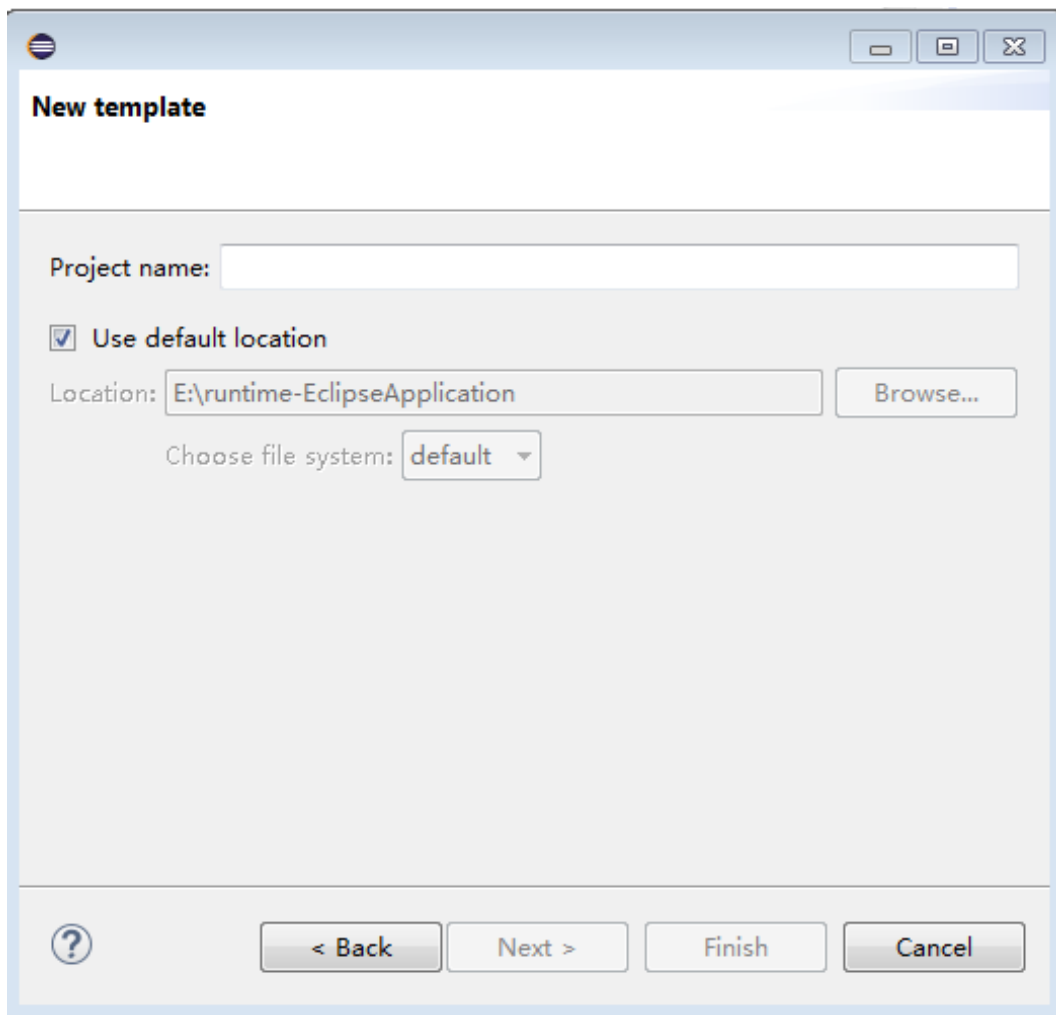 New template
Project name:
Use default location
Location: E:\runtime-EclipseApplication Browse...
Choose file system: default
? < Back Next > Finish Cancel